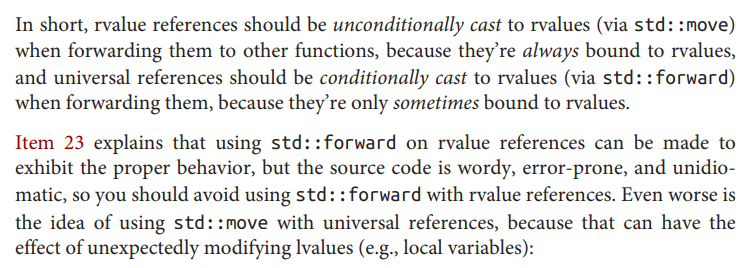 In short, rvalue references should be unconditionally cast to rvalues (via std::move)
when forwarding them to other functions, because they're always bound to rvalues,
and universal references should be conditionally cast to rvalues (via std::forward)
when forwarding them, because they're only sometimes bound to rvalues.
Item 23 explains that using std::forward on rvalue references can be made to
exhibit the proper behavior, but the source code is wordy, error-prone, and unidio-
matic, so you should avoid using std::forward with rvalue references. Even worse is
the idea of using std::move with universal references, because that can have the
effect of unexpectedly modifying lvalues (e.g., local variables):